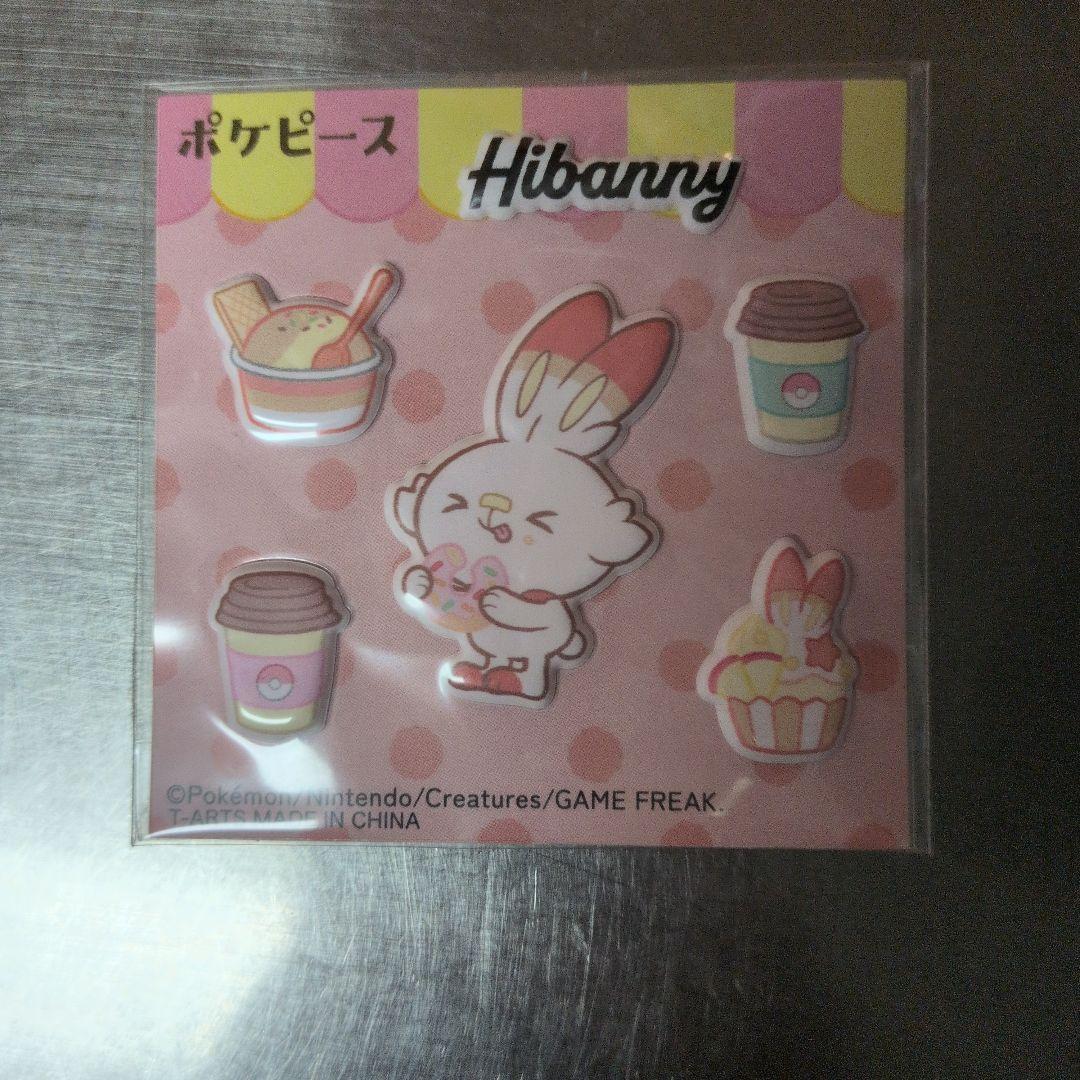 ポケピース
Hibanny
©Pokémon/Nintendo/Creatures/GAME FREAK.
T-ARTS MADE IN CHINA